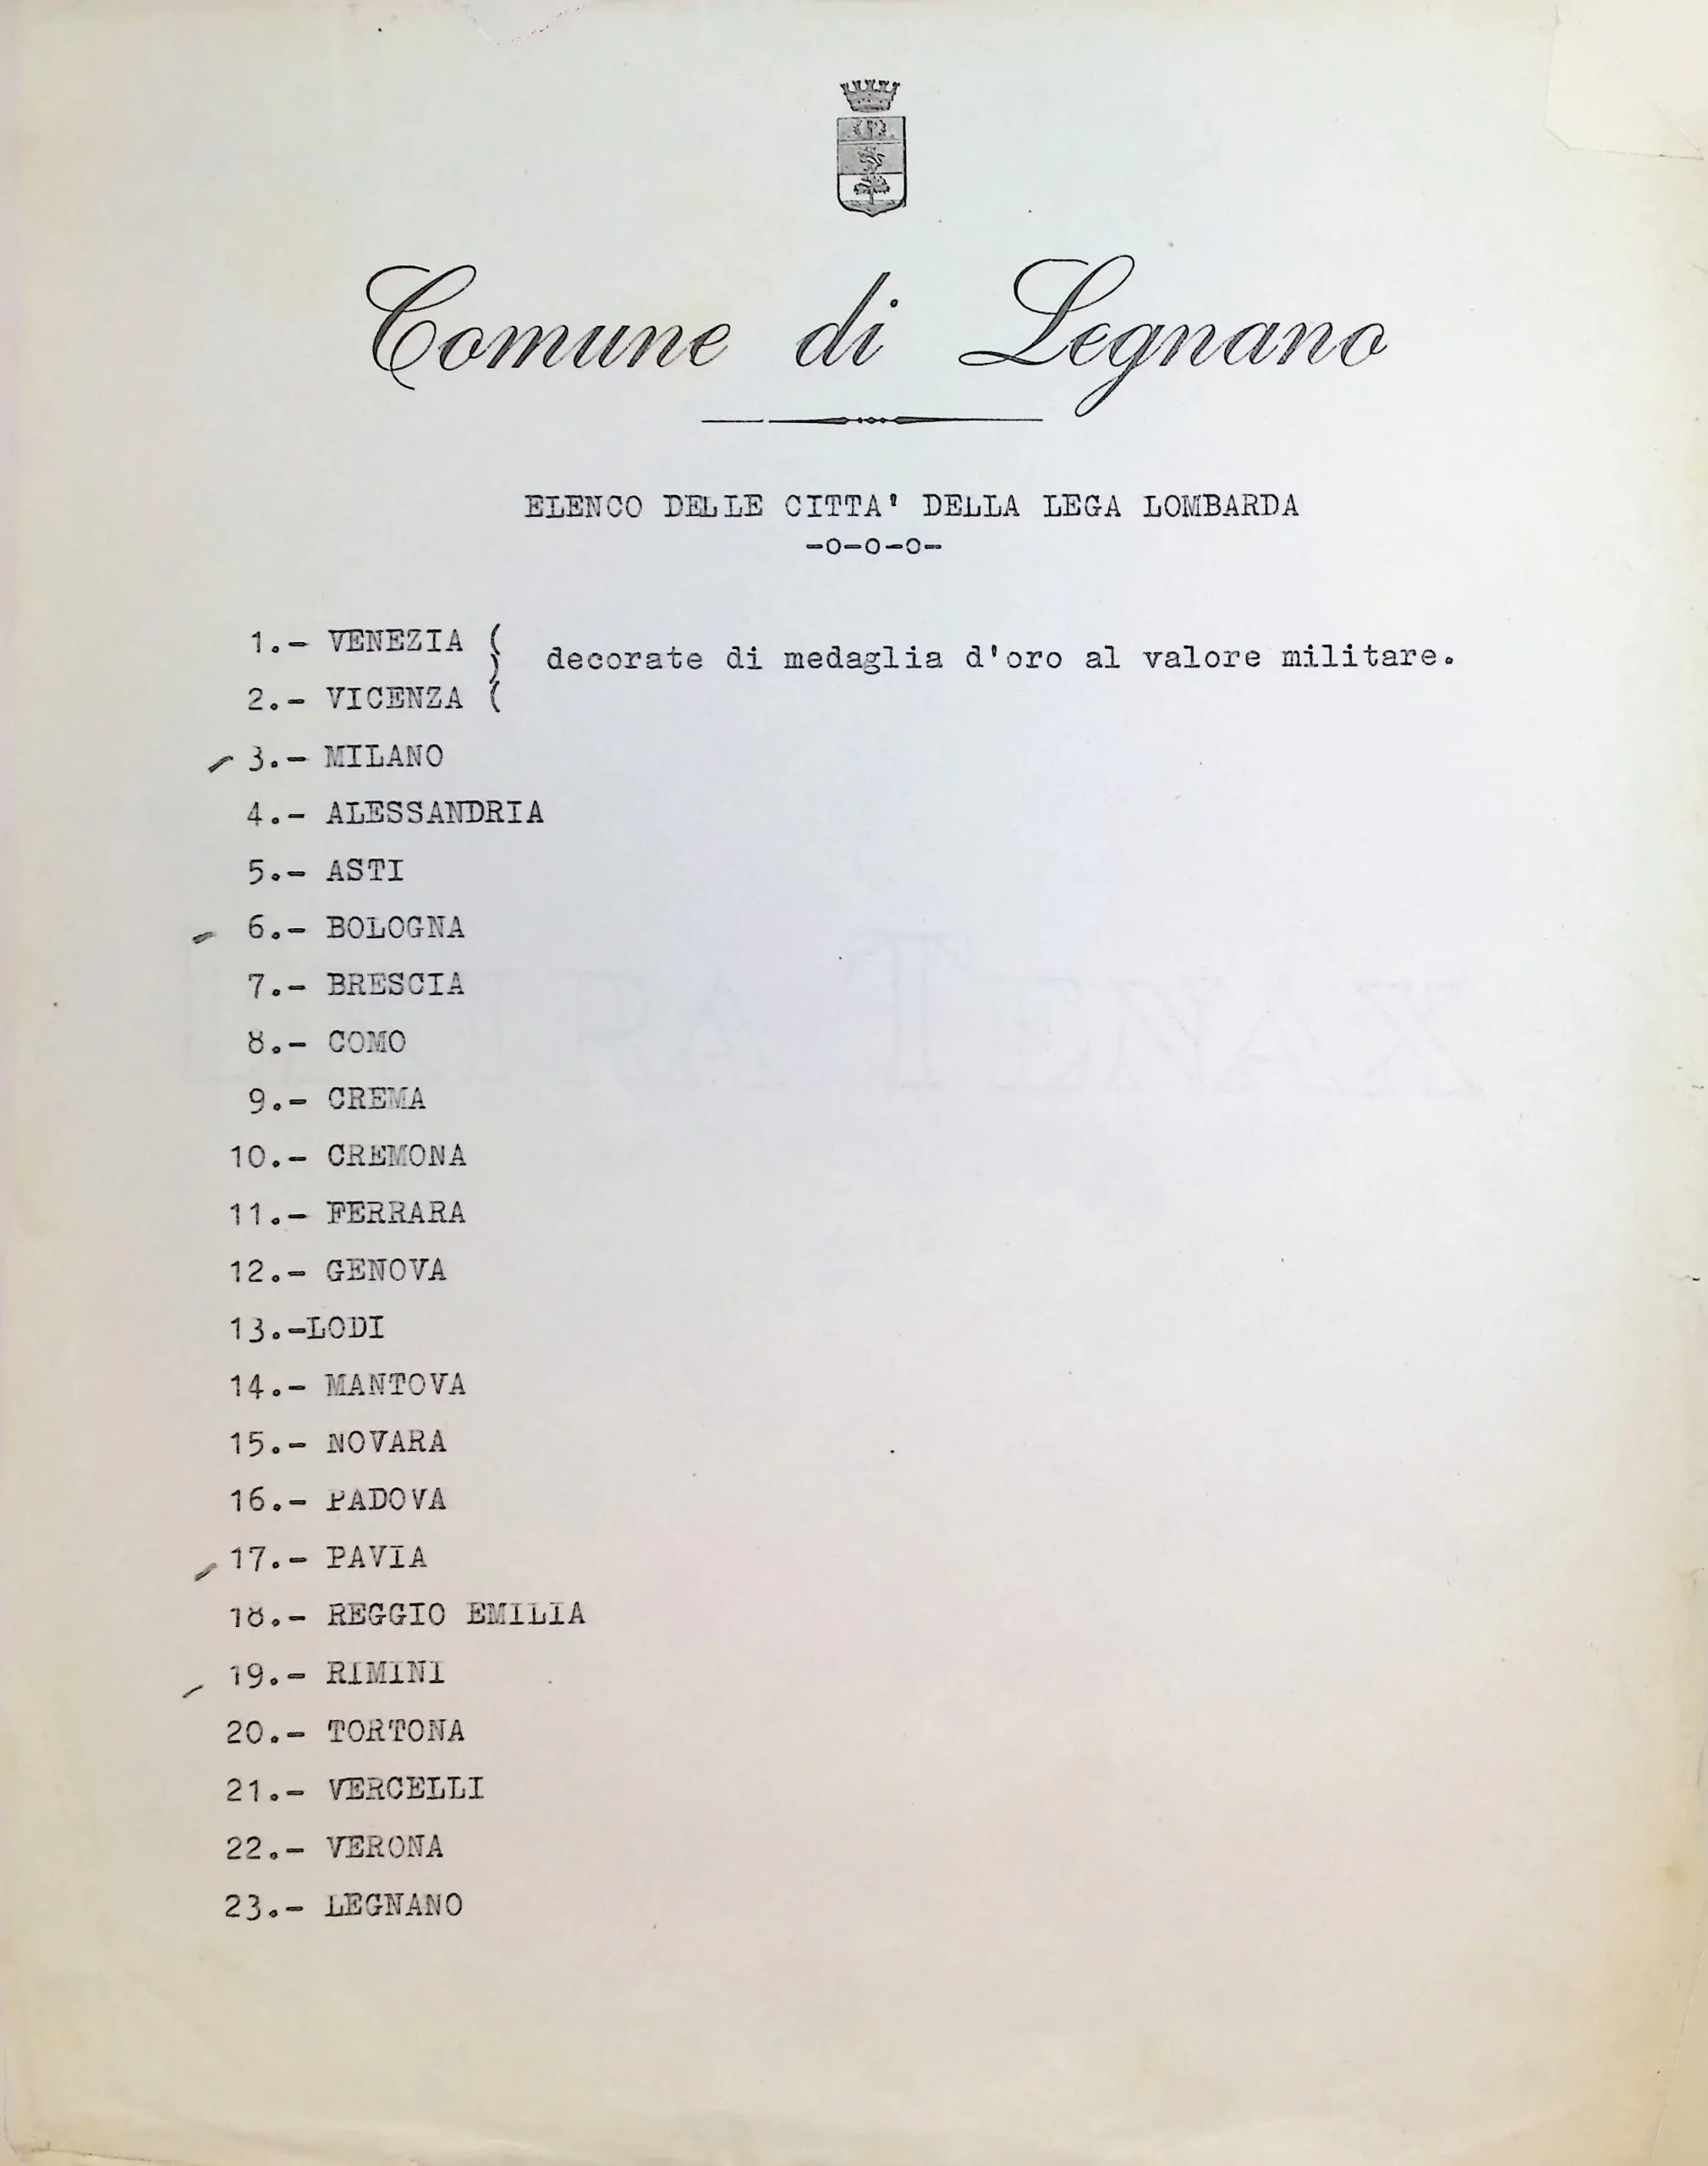 Comune di Legnano
ELENCO DELLE CITTA' DELLA LEGA LOMBARDA
-o-o-o-
1.- VENEZIA (
) decorate di medaglia d'oro al valore militare.
2.- VICENZA (
3.- MILANO
4.- ALESSANDRIA
5.- ASTI
6.- BOLOGNA
7.- BRESCIA
8.- COMO
9.- CREMA
10.- CREMONA
11.- FERRARA
12.- GENOVA
13.-LODI
14.- MANTOVA
15.- NOVARA
16.- PADOVA
17.- PAVIA
18.- REGGIO EMILIA
19.- RIMINI
20.- TORTONA
21.- VERCELLI
22.- VERONA
23.- LEGNANO